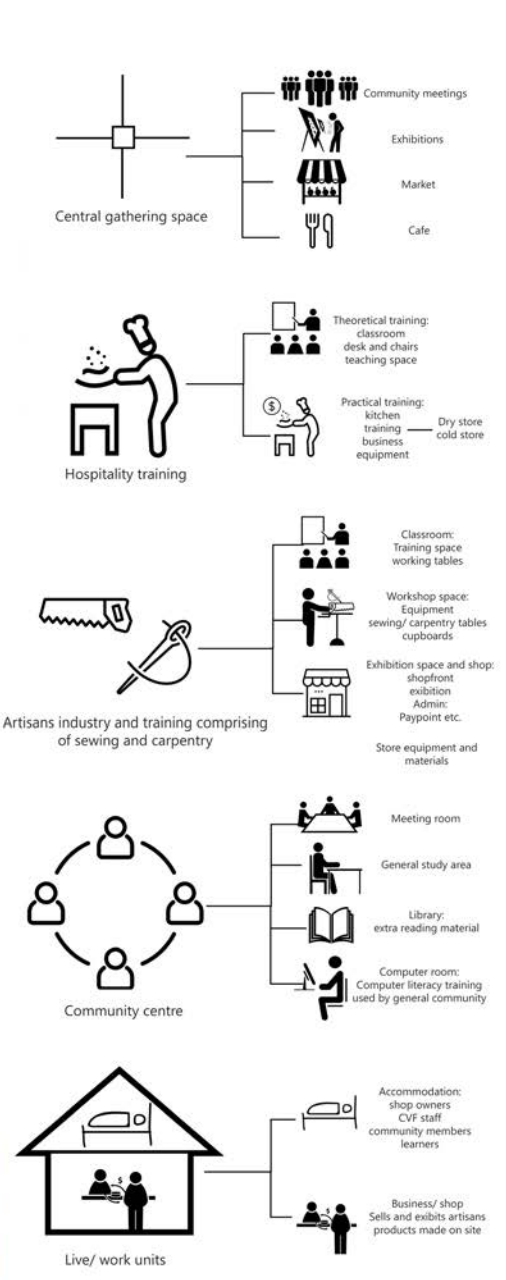 Community meetings
Exhibitions
Market
Cafe
Central gathering space
Theoretical training:
classroom
desk and chairs
teaching space
$
Practical training:
kitchen
training
business
equipment
Dry store
cold store
Hospitality training
Classroom:
Training space
working tables
Workshop space:
Equipment
sewing/ carpentry tables
cupboards
Exhibition space and shop:
shopfront
exibition
Admin:
Paypoint etc.
Artisans industry and training comprising
of sewing and carpentry
Store equipment and
materials
Meeting room
General study area
Library:
extra reading material
Computer room:
Computer literacy training
used by general community
Community centre
Accommodation:
shop owners
CVF staff
community members
learners
$
Business/ shop
Sells and exibits artisans
products made on site
$
Live/ work units